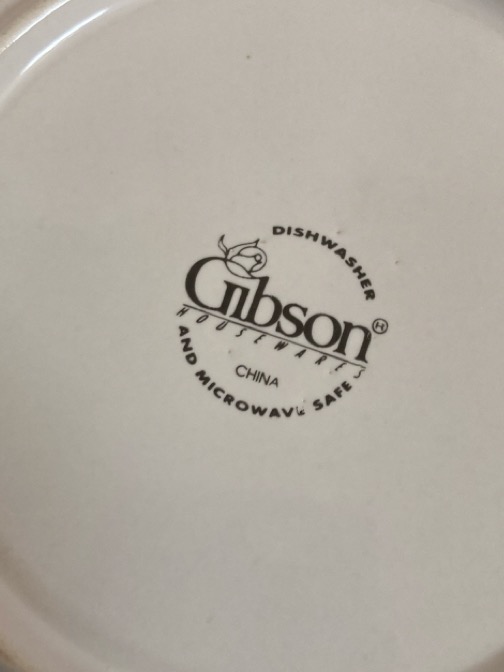 DISHWASHER
Gibson ®
HOUSEWARES
CHINA
AND MICROWAVE SAFE